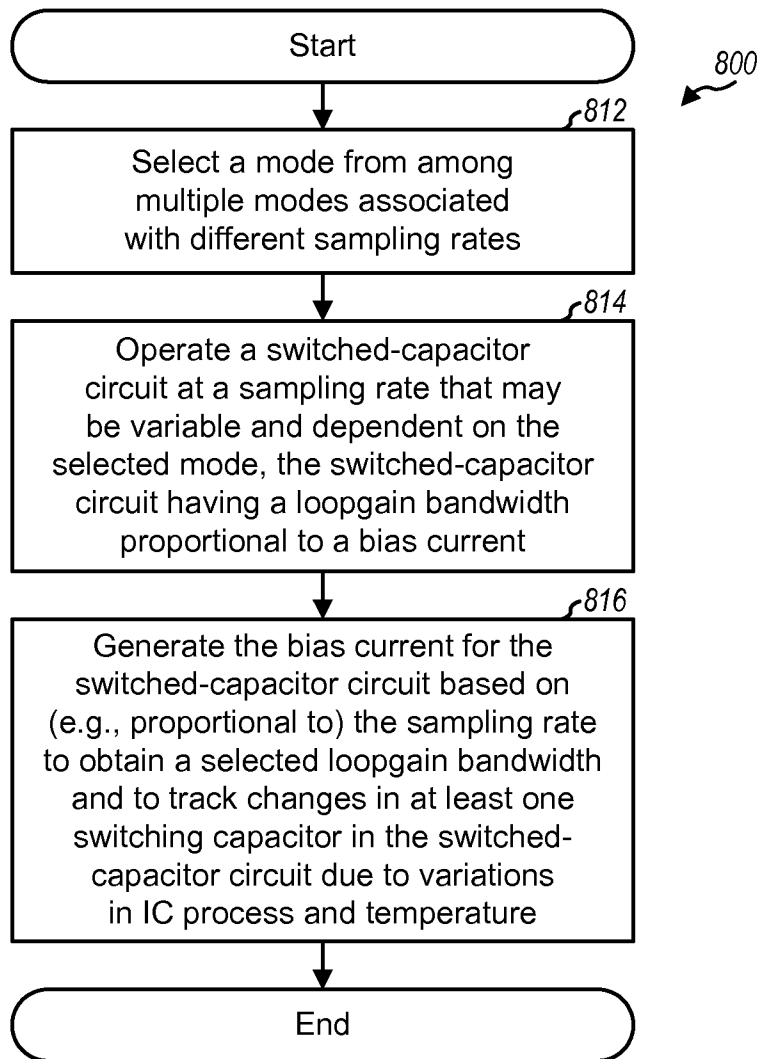 Start
800
812
Select a mode from among
multiple modes associated
with different sampling rates
814
Operate a switched-capacitor
circuit at a sampling rate that may
be variable and dependent on the
selected mode, the switched-capacitor
circuit having a loopgain bandwidth
proportional to a bias current
816
Generate the bias current for the
switched-capacitor circuit based on
(e.g., proportional to) the sampling rate
to obtain a selected loopgain bandwidth
and to track changes in at least one
switching capacitor in the switched-
capacitor circuit due to variations
in IC process and temperature
End